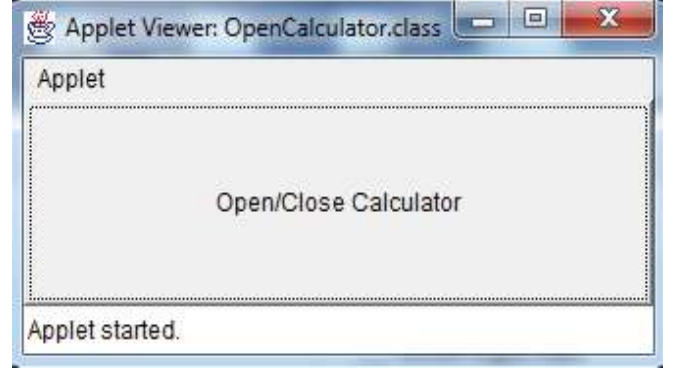 Applet Viewer: OpenCalculator.class
Applet
Open/Close Calculator
Applet started.